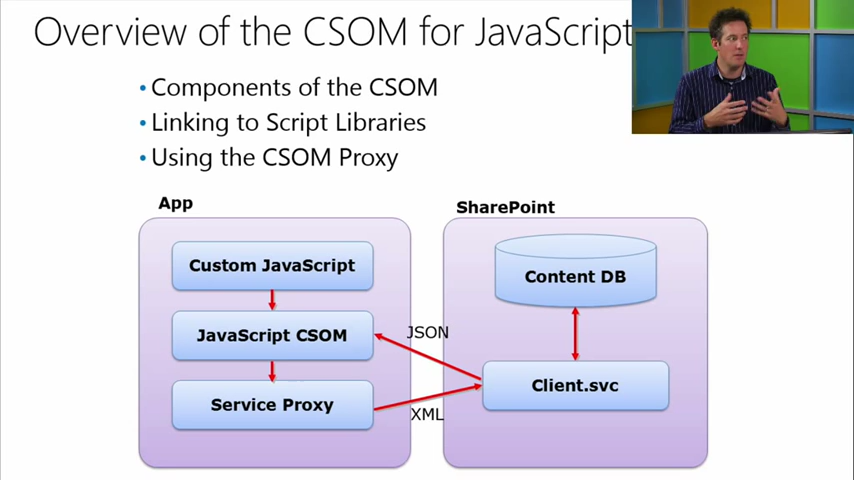 Overview of the CSOM for JavaScript
• Components of the CSOM
• Linking to Script Libraries
• Using the CSOM Proxy
App
SharePoint
Custom JavaScript
Content DB
JavaScript CSOM
JSON
Service Proxy
Client.svc
XML